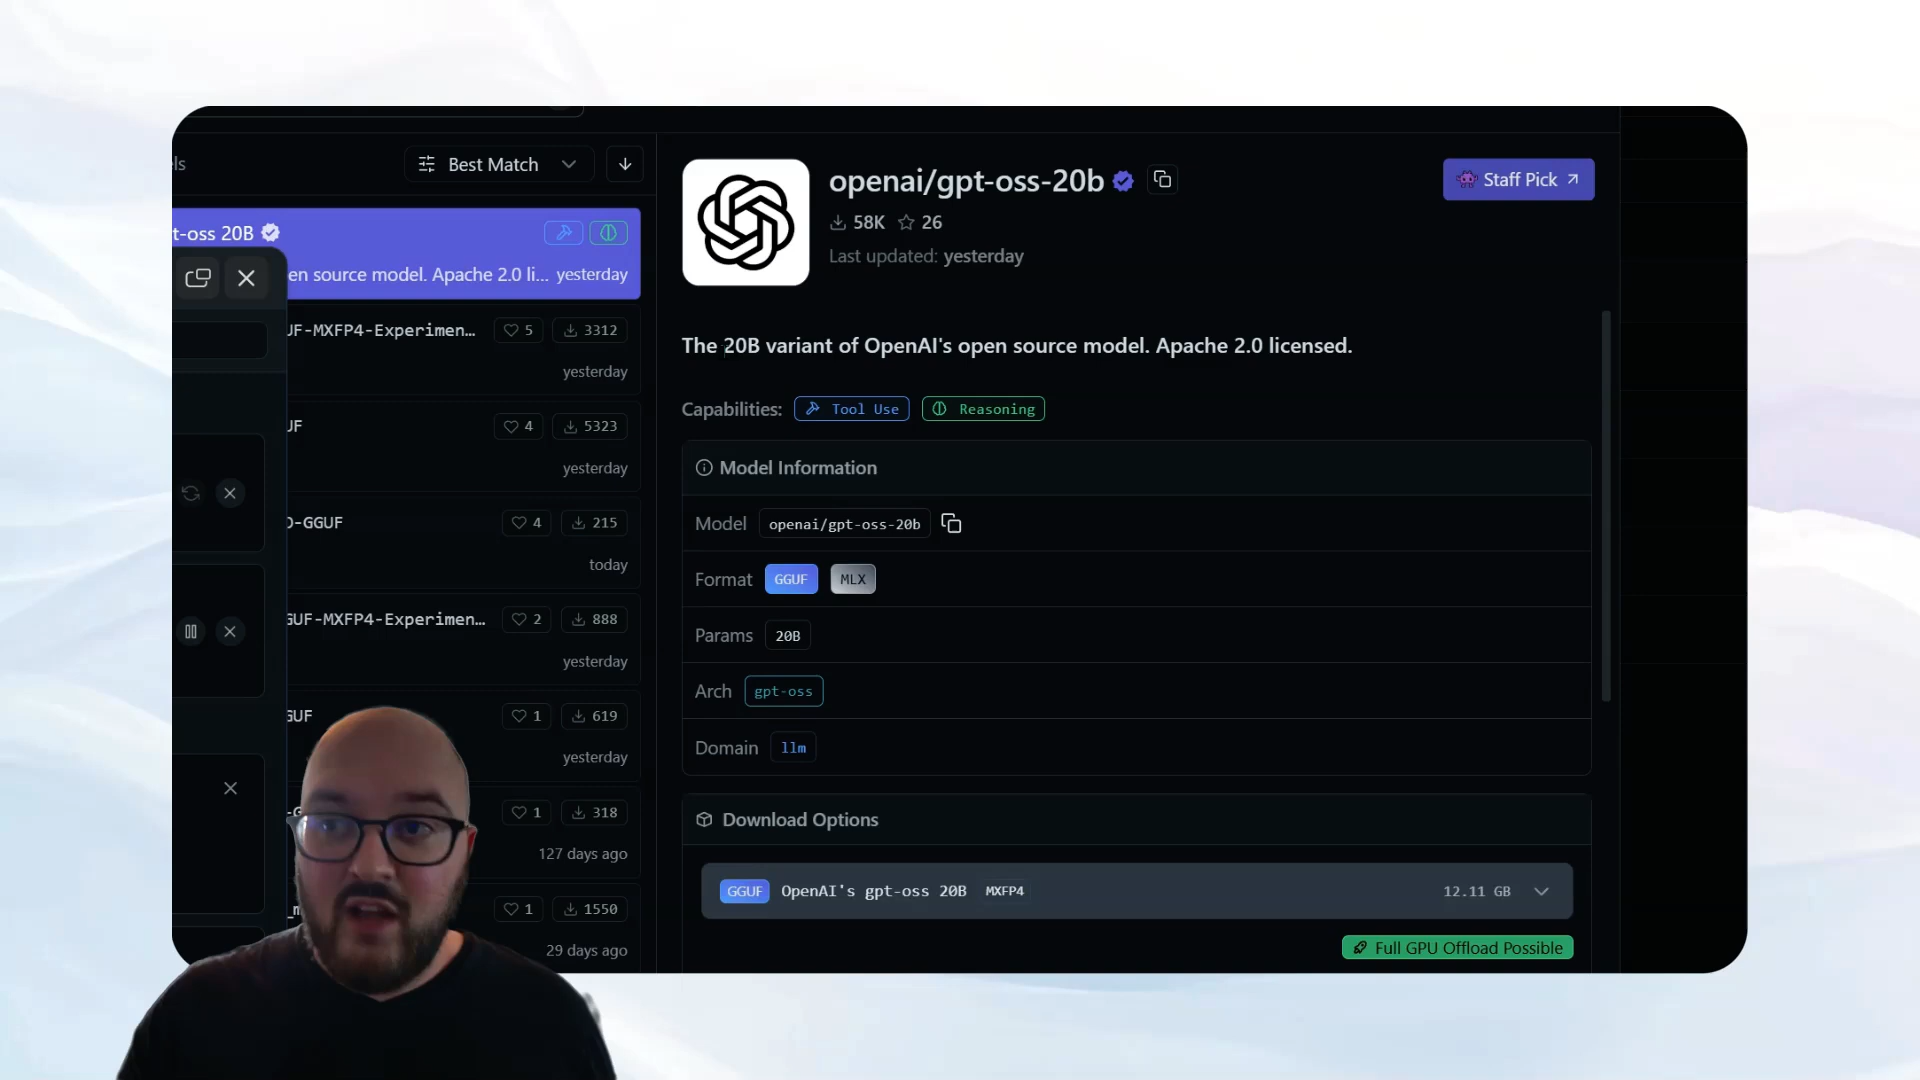 els
Best Match
t-oss 20B
en source model. Apache 2.0 li... yesterday
UF-MXFP4-Experimen... 5 3312
yesterday
UF 4 5323
yesterday
O-GGUF 4 215
today
GUF-MXFP4-Experimen... 2 888
yesterday
GUF 1 619
yesterday
-G 1 318
127 days ago
_m 1 1550
29 days ago
openai/gpt-oss-20b
Staff Pick
58K 26
Last updated: yesterday
The 20B variant of OpenAI's open source model. Apache 2.0 licensed.
Capabilities: Tool Use Reasoning
Model Information
Model openai/gpt-oss-20b
Format GGUF MLX
Params 20B
Arch gpt-oss
Domain llm
Download Options
GGUF OpenAI's gpt-oss 20B MXFP4 12.11 GB
Full GPU Offload Possible